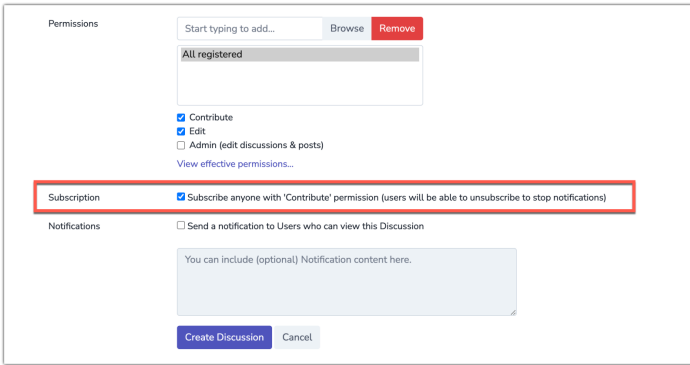 Permissions
Start typing to add... Browse Remove
All registered
Contribute
Edit
Admin (edit discussions & posts)
View effective permissions...
Subscription Subscribe anyone with 'Contribute' permission (users will be able to unsubscribe to stop notifications)
Notifications Send a notification to Users who can view this Discussion
You can include (optional) Notification content here.
Create Discussion Cancel